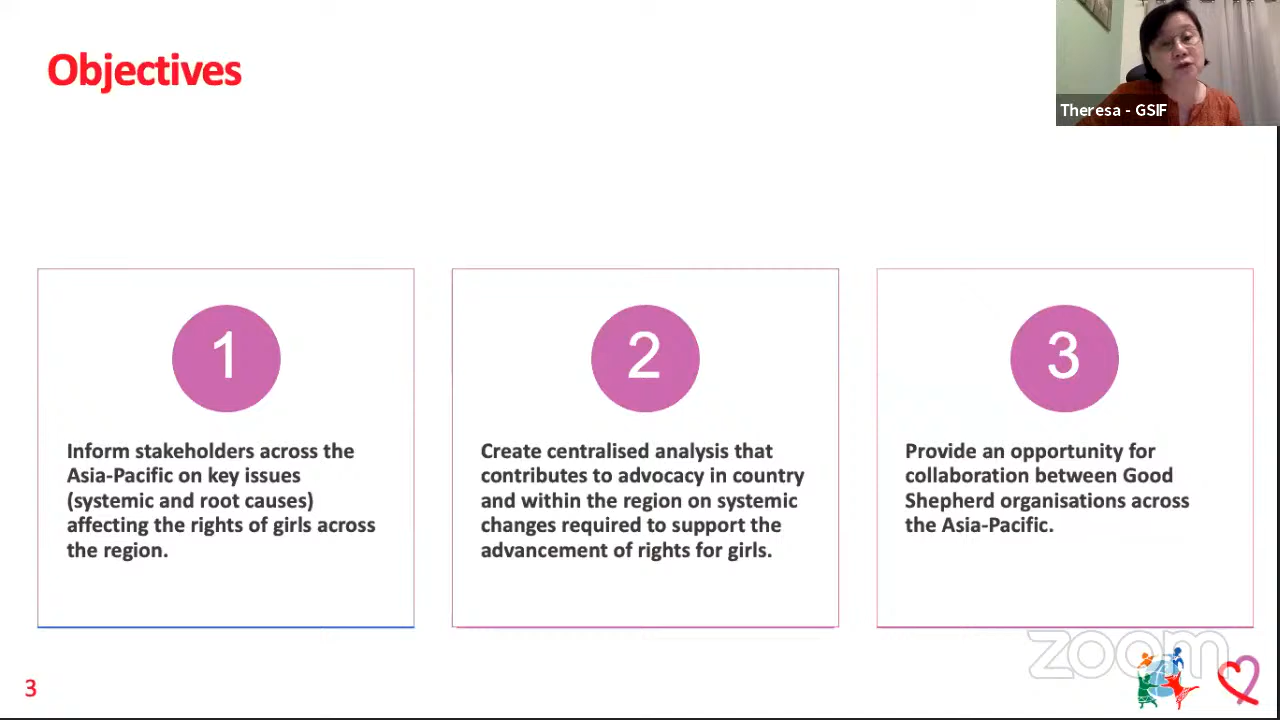 Objectives
Theresa - GSIF
1
Inform stakeholders across the
Asia-Pacific on key issues
(systemic and root causes)
affecting the rights of girls across
the region.
2
Create centralised analysis that
contributes to advocacy in country
and within the region on systemic
changes required to support the
advancement of rights for girls.
3
Provide an opportunity for
collaboration between Good
Shepherd organisations across
the Asia-Pacific.
zoom
3